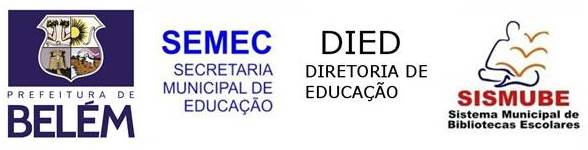 PREFEITURA DE
BELÉM
SEMEC
SECRETARIA
MUNICIPAL DE
EDUCAÇÃO
DIED
DIRETORIA DE
EDUCAÇÃO
SISMUBE
Sistema Municipal de
Bibliotecas Escolares